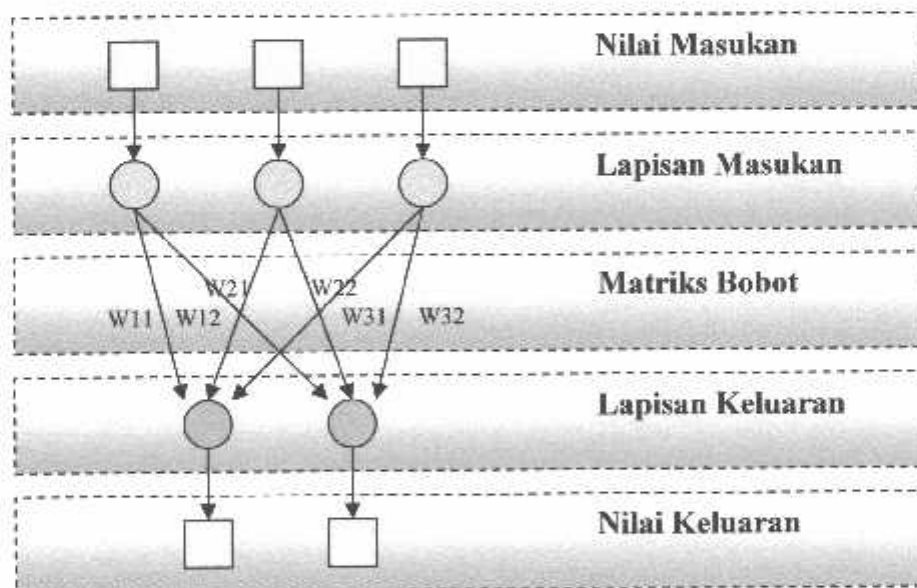 Nilai Masukan
Lapisan Masukan
Matriks Bobot
W21 W22
W11 W12 W31 W32
Lapisan Keluaran
Nilai Keluaran